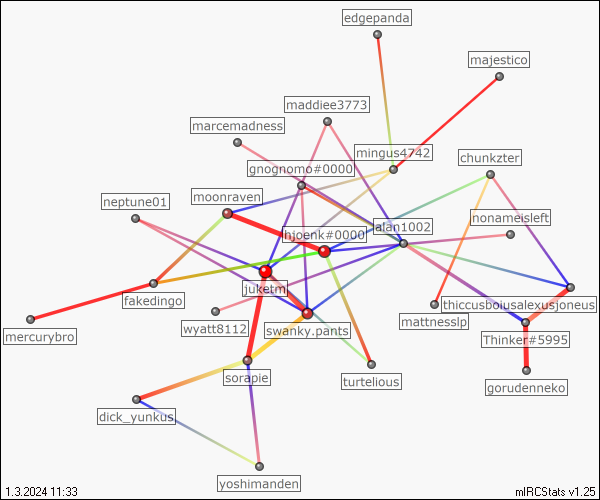 edgepanda
majestico
maddiee3773
marcemadness
mingus4742
chunkzter
gnognomo#0000
neptune01
moonraven
nonameisleft
alan1002
hjoenk#0000
juketm
fakedingo
thiccusbousalexusjoneus
mattnesslp
wyatt8112
swanky.pants
mercurybro
Thinker#5995
sorapie
turtelious
gorudenneko
dick_yunkus
yoshimanden
1.3.2024 11:33
mIRCStats v1.25